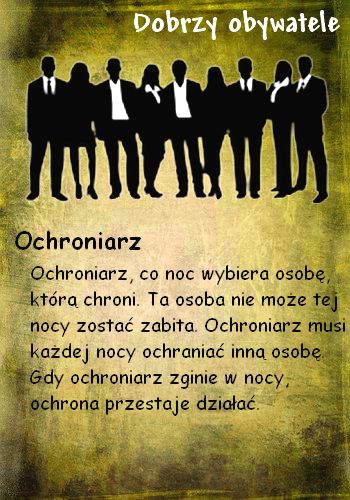 Dobrzy obywatele
Ochroniarz
Ochroniarz, co noc wybiera osobę,
którą chroni. Ta osoba nie może tej
nocy zostać zabita. Ochroniarz musi
każdej nocy ochraniać inną osobę.
Gdy ochroniarz zginie w nocy,
ochrona przestaje działać.